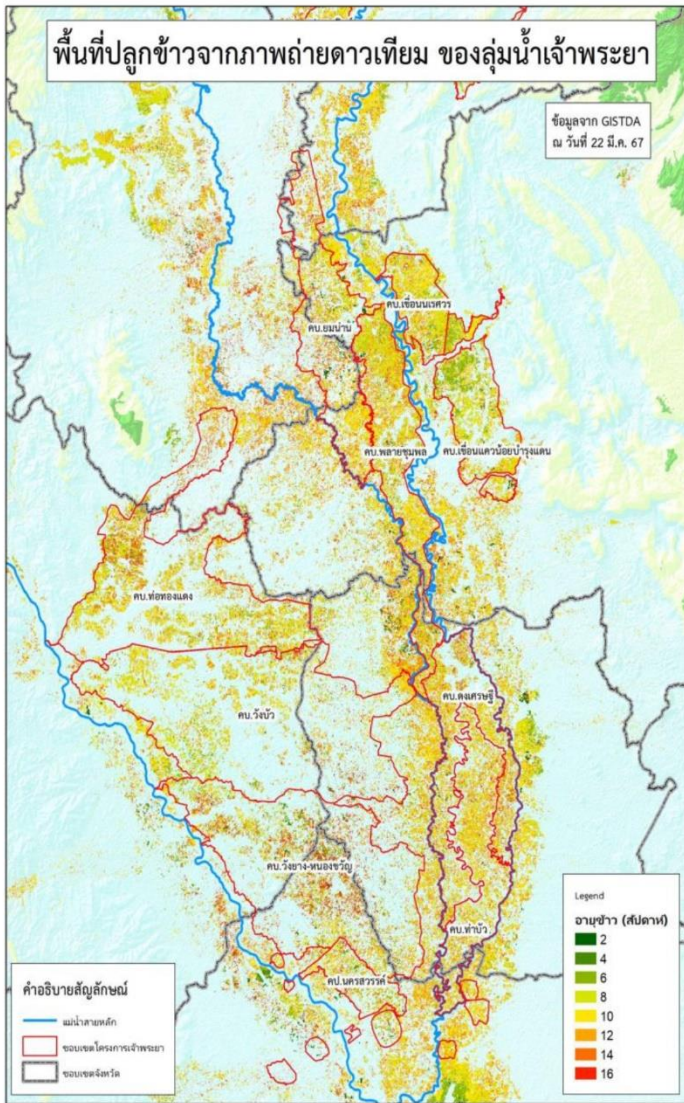 พื้นที่ปลูกข้าวจากภาพถ่ายดาวเทียม ของลุ่มน้ำเจ้าพระยา
ข้อมูลจาก GISTDA
ณ วันที่ 22 มี.ค. 67
คบ.เขื่อนนเรศวร
คบ.ยมน่าน
คบ.พลายชุมพล
คบ.เขื่อนแควน้อยบำรุงแดน
คบ.ท่อทองแดง
คบ.ดงเศรษฐี
คบ.วังบัว
คบ.วังยาง-หนองขวัญ
คบ.ท่าบัว
คป.นครสวรรค์
Legend
อายุข้าว (สัปดาห์)
2
4
6
8
10
12
14
16
คำอธิบายสัญลักษณ์
แม่น้ำสายหลัก
ขอบเขตโครงการเจ้าพระยา
ขอบเขตจังหวัด